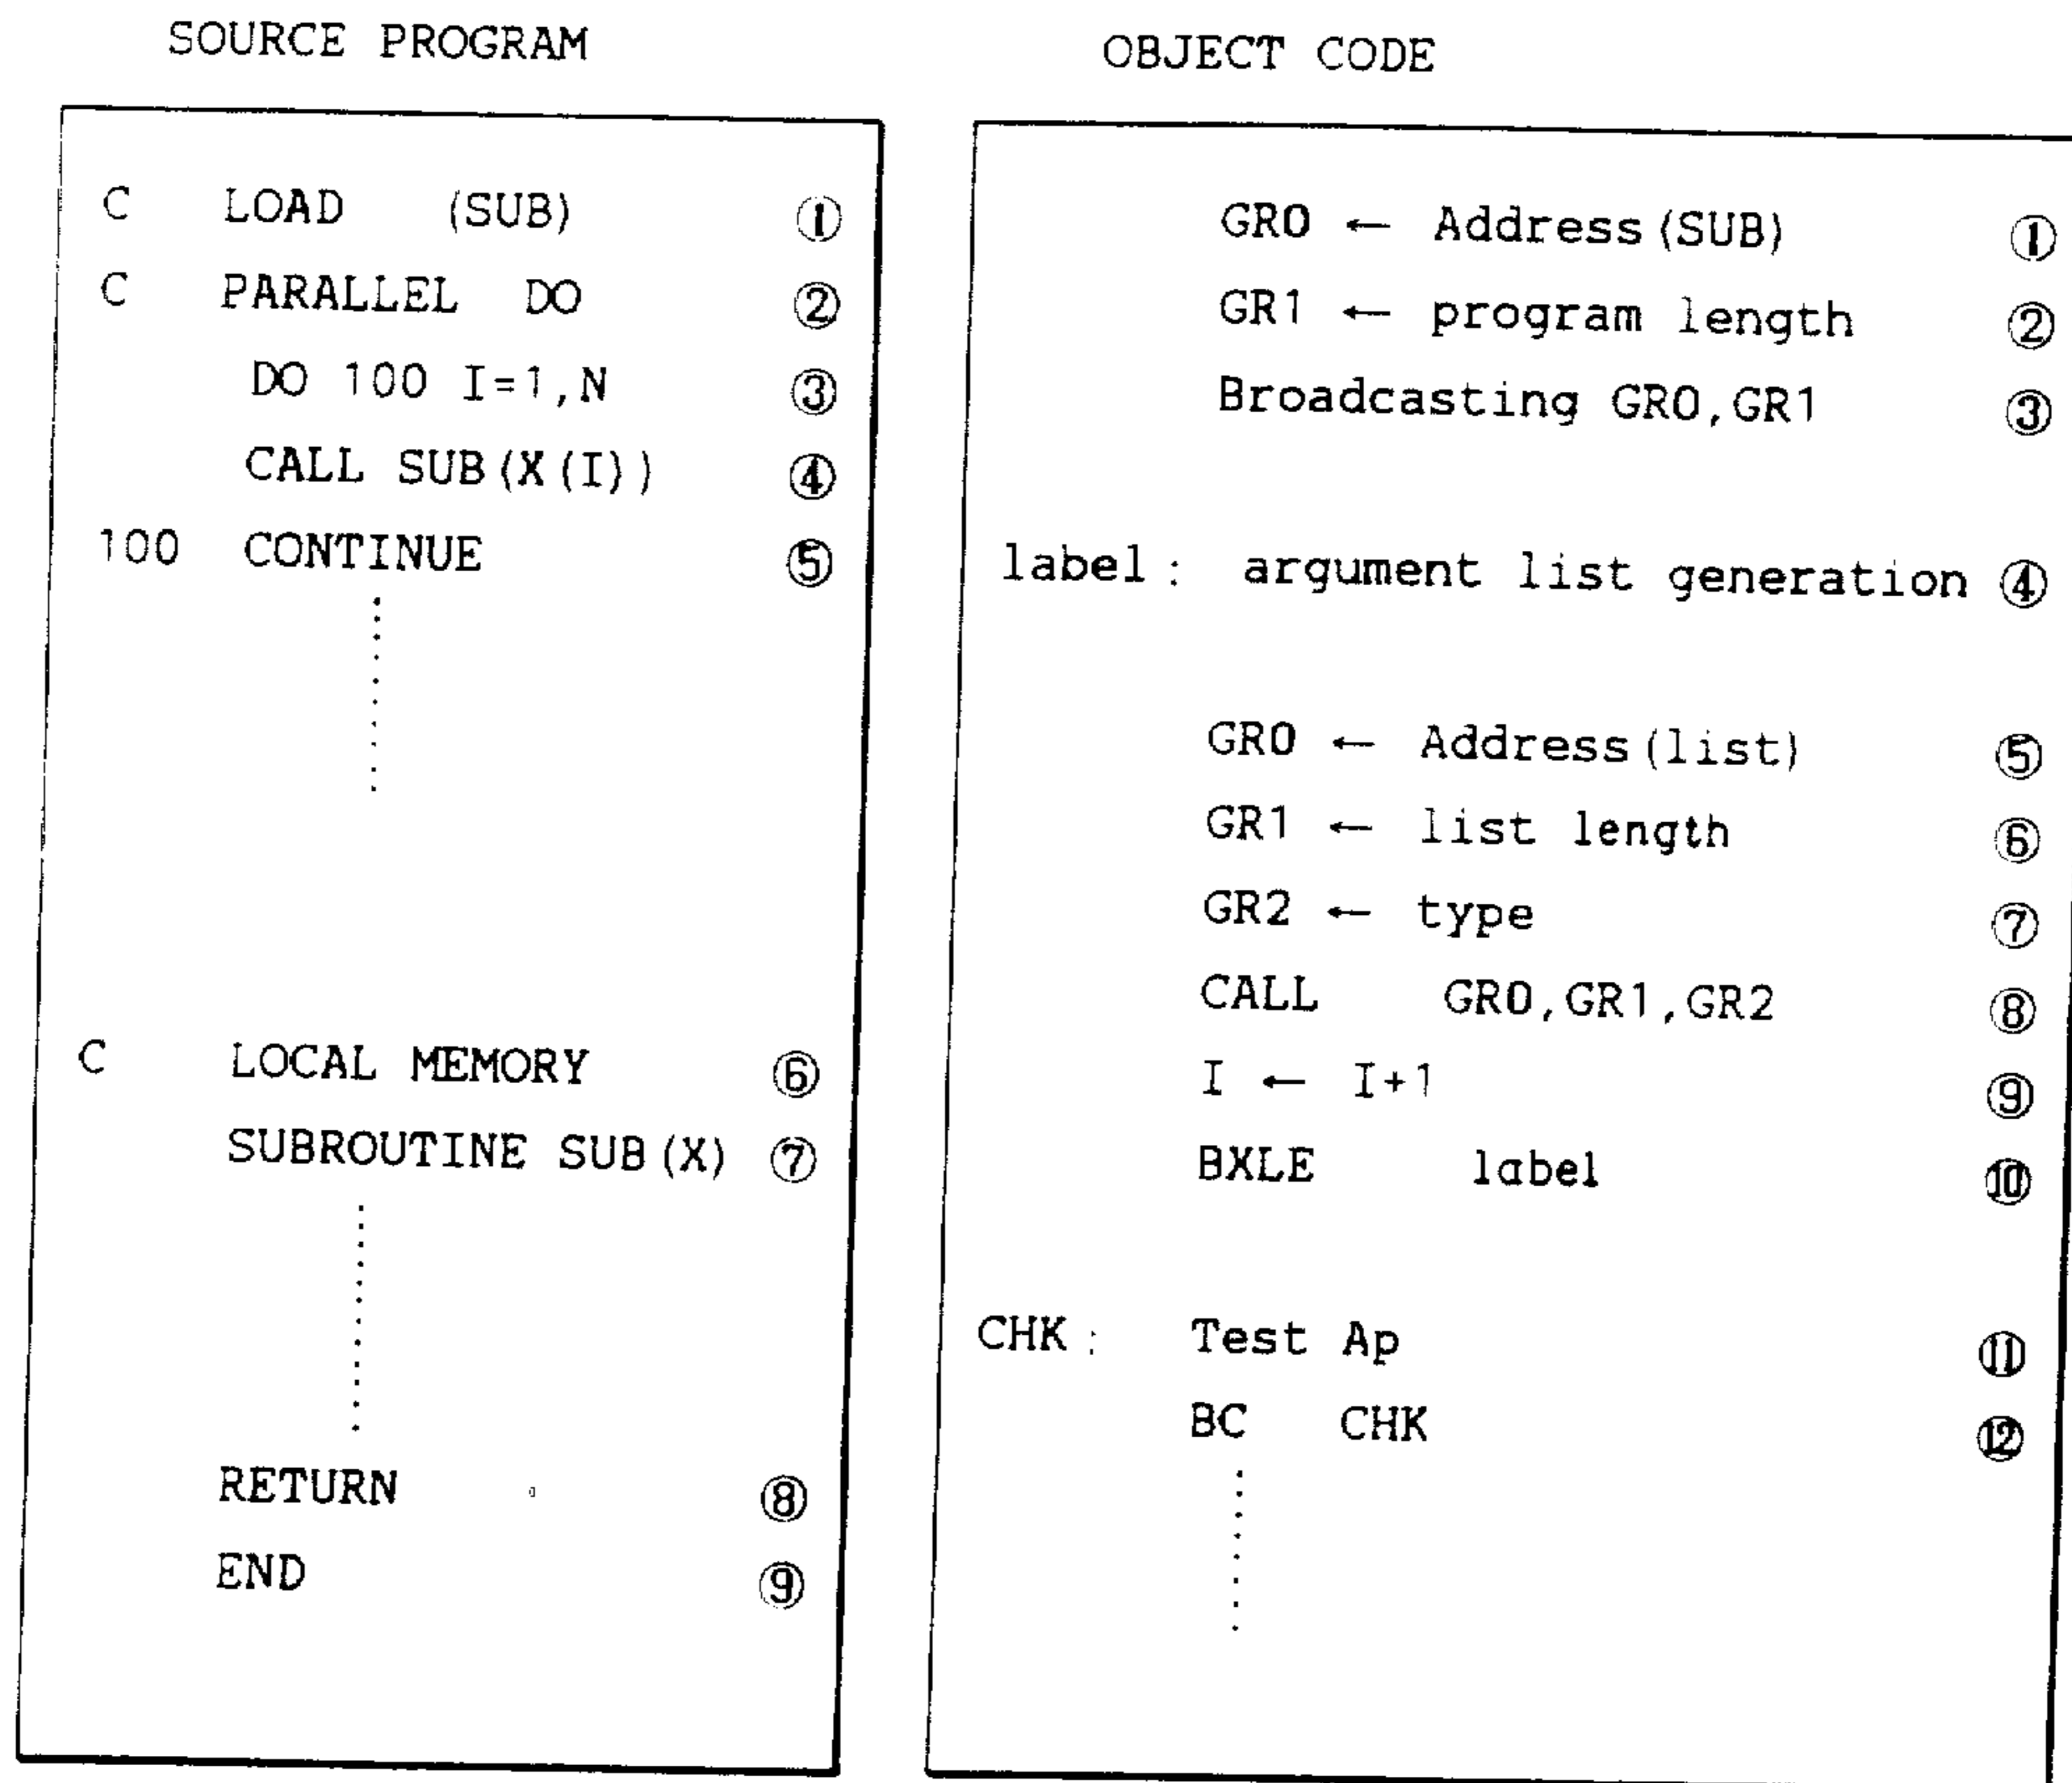 SOURCE PROGRAM
C LOAD (SUB) ①
C PARALLEL DO ②
DO 100 I=1,N ③
CALL SUB(X(I)) ④
100 CONTINUE ⑤
C LOCAL MEMORY ⑥
SUBROUTINE SUB(X) ⑦
RETURN ⑧
END ⑨
OBJECT CODE
GR0 ← Address(SUB) ①
GR1 ← program length ②
Broadcasting GR0,GR1 ③
label: argument list generation ④
GR0 ← Address(list) ⑤
GR1 ← list length ⑥
GR2 ← type ⑦
CALL GR0,GR1,GR2 ⑧
I ← I+1 ⑨
BXLE label ⑩
CHK: Test Ap ⑪
BC CHK ⑫